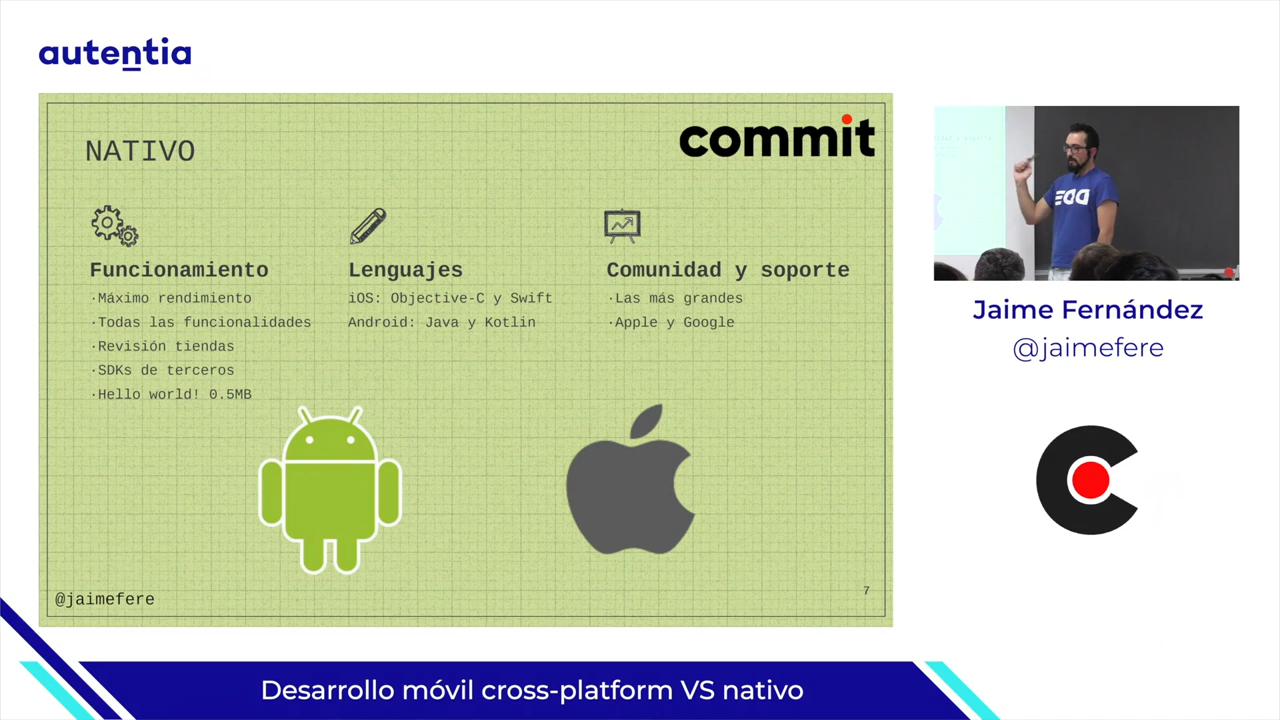 autentia
NATIVO
commit
Funcionamiento
·Máximo rendimiento
·Todas las funcionalidades
·Revisión tiendas
·SDKs de terceros
·Hello world! 0.5MB
Lenguajes
iOS: Objective-C y Swift
Android: Java y Kotlin
Comunidad y soporte
·Las más grandes
·Apple y Google
@jaimefere
7
Jaime Fernández
@jaimefere
Desarrollo móvil cross-platform VS nativo